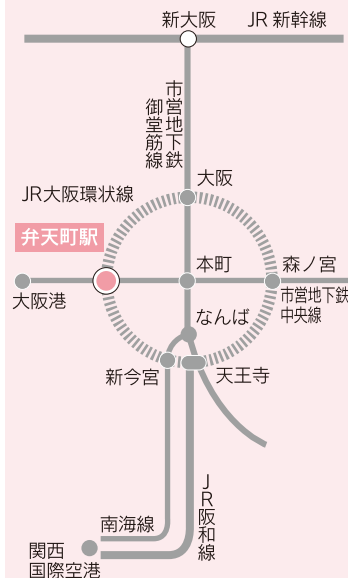 新大阪
JR 新幹線
市営地下鉄
御堂筋線
大阪
JR大阪環状線
弁天町駅
本町
森ノ宮
大阪港
市営地下鉄
中央線
なんば
新今宮
天王寺
JR阪和線
南海線
関西
国際空港